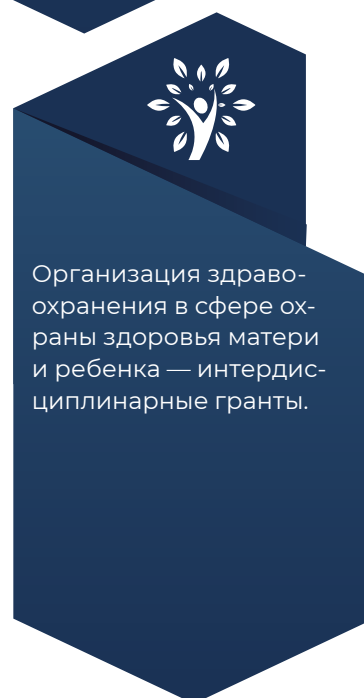 Организация здраво-
охранения в сфере ох-
раны здоровья матери
и ребенка — интердис-
циплинарные гранты.